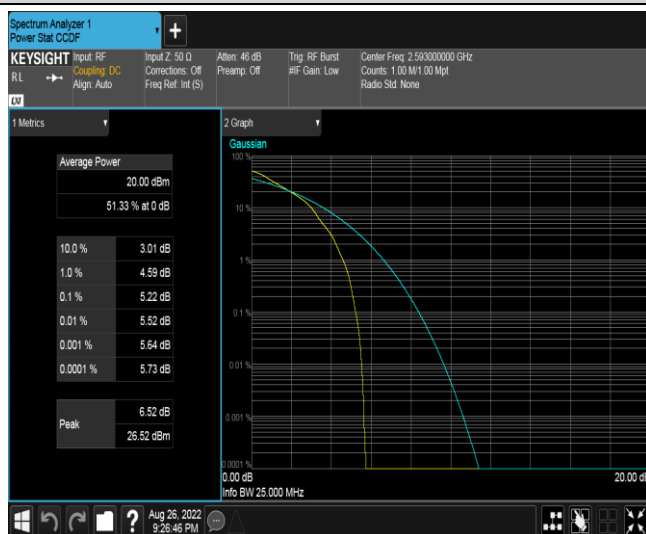 Spectrum Analyzer 1
Power Stat CCDF
KEYSIGHT
RL
LXI
Input: RF
Coupling: DC
Align: Auto
Input Z: 50 Ω
Corrections: Off
Freq Ref: Int (S)
Atten: 46 dB
Preamp: Off
Trig: RF Burst
#IF Gain: Low
Center Freq: 2.593000000 GHz
Counts: 1.00 M/1.00 Mpt
Radio Std: None
1 Metrics
Average Power
20.00 dBm
51.33 % at 0 dB
10.0 % 3.01 dB
1.0 % 4.59 dB
0.1 % 5.22 dB
0.01 % 5.52 dB
0.001 % 5.64 dB
0.0001 % 5.73 dB
Peak
6.52 dB
26.52 dBm
2 Graph
Gaussian
100 %
10 %
1 %
0.1 %
0.01 %
0.001 %
0.0001 %
0.00 dB 20.00 dB
Info BW 25.000 MHz
?
Aug 26, 2022
9:26:46 PM